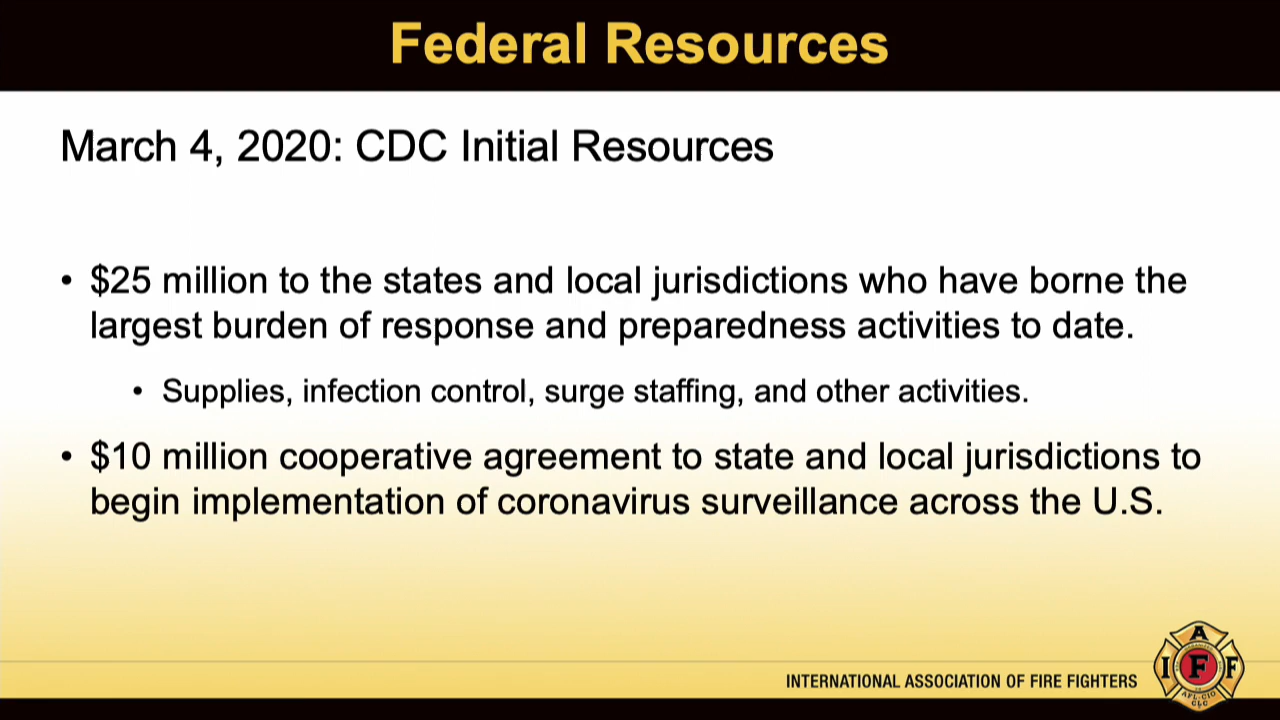 Federal Resources
March 4, 2020: CDC Initial Resources
• $25 million to the states and local jurisdictions who have borne the
largest burden of response and preparedness activities to date.
• Supplies, infection control, surge staffing, and other activities.
• $10 million cooperative agreement to state and local jurisdictions to
begin implementation of coronavirus surveillance across the U.S.
INTERNATIONAL ASSOCIATION OF FIRE FIGHTERS
A
I F F
AFL-CIO
CLC